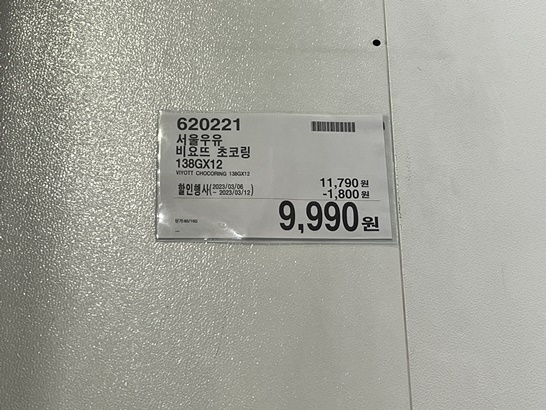 620221
서울우유
비요뜨 초코링
138GX12
VIYOTT CHOCORING 138GX12
11,790 원
할인행사(2023/03/06 ~ 2023/03/12) -1,800 원
9,990 원